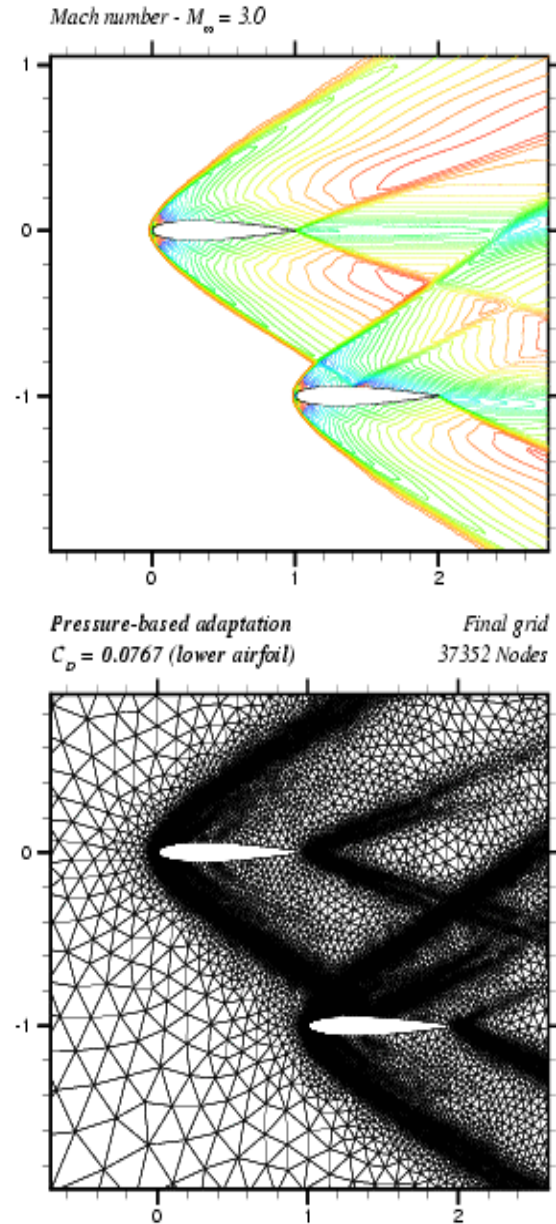 Mach number - M∞ = 3.0
1
0
-1
0
1
2
Pressure-based adaptation
Final grid
C_D = 0.0767 (lower airfoil)
37352 Nodes
0
-1
0
1
2